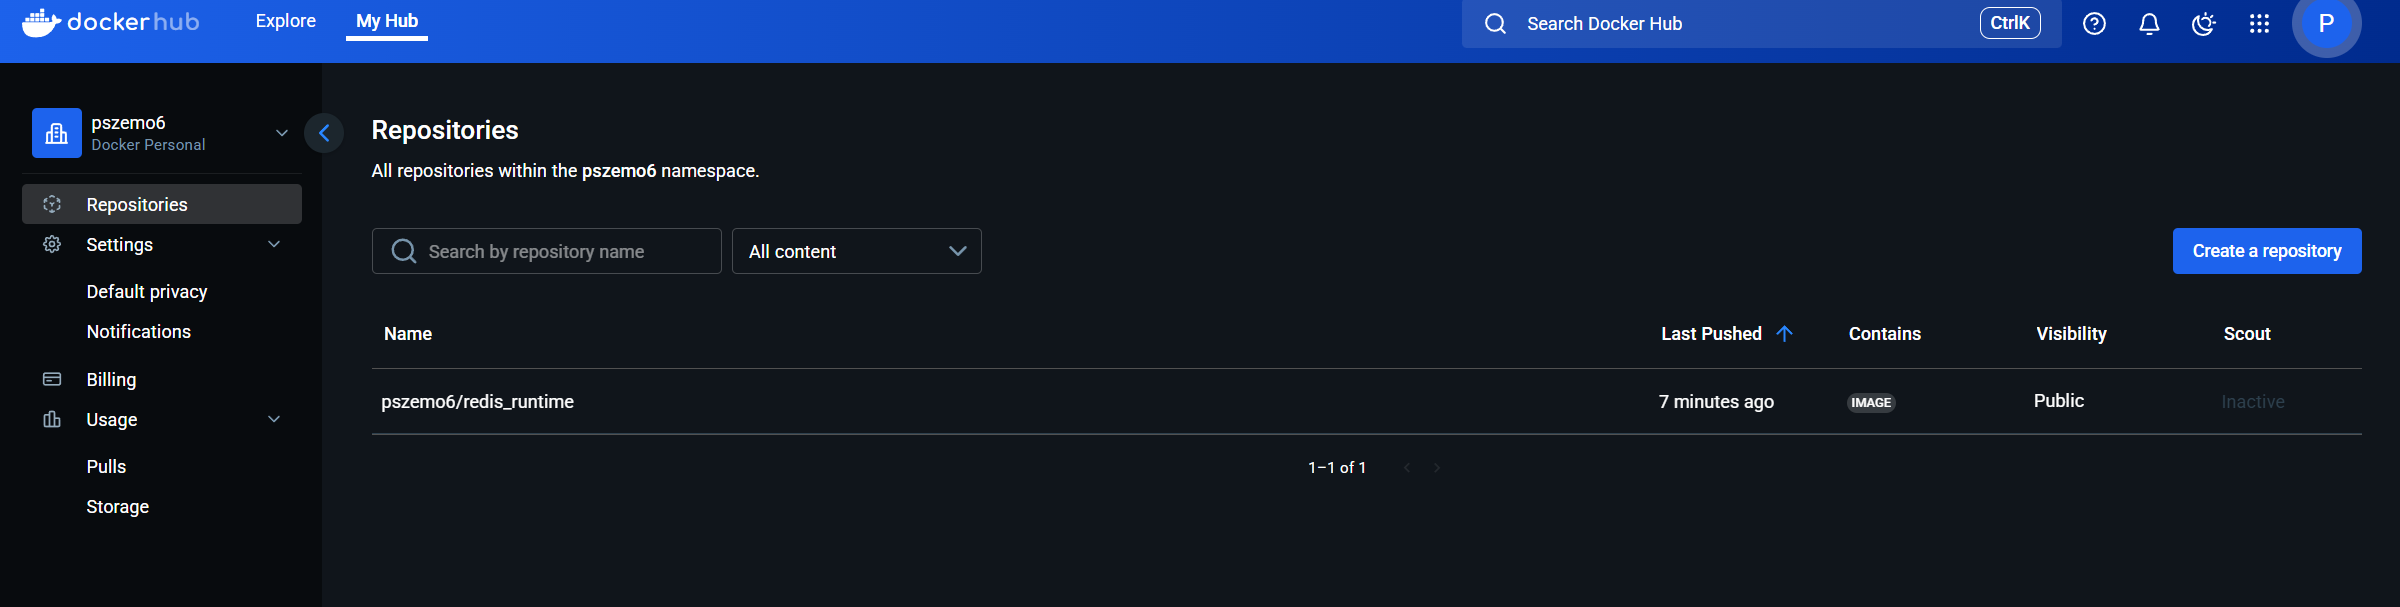 dockerhub
Explore
My Hub
Search Docker Hub
CtrlK
P
pszemo6
Docker Personal
Repositories
Settings
Default privacy
Notifications
Billing
Usage
Pulls
Storage
Repositories
All repositories within the pszemo6 namespace.
Search by repository name
All content
Create a repository
Name Last Pushed Contains Visibility Scout
pszemo6/redis_runtime 7 minutes ago IMAGE Public Inactive
1–1 of 1